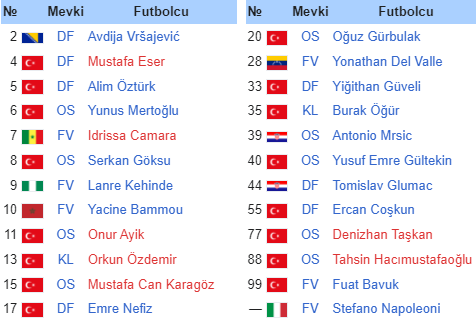 № Mevki Futbolcu
2 DF Avdija Vršajević
4 DF Mustafa Eser
5 DF Alim Öztürk
6 OS Yunus Mertoğlu
7 FV Idrissa Camara
8 OS Serkan Göksu
9 FV Lanre Kehinde
10 FV Yacine Bammou
11 OS Onur Ayik
13 KL Orkun Özdemir
15 OS Mustafa Can Karagöz
17 DF Emre Nefiz
№ Mevki Futbolcu
20 OS Oğuz Gürbulak
28 FV Yonathan Del Valle
33 DF Yiğithan Güveli
35 KL Burak Öğür
39 OS Antonio Mrsic
40 OS Yusuf Emre Gültekin
44 DF Tomislav Glumac
55 DF Ercan Coşkun
77 OS Denizhan Taşkan
88 OS Tahsin Hacımustafaoğlu
99 FV Fuat Bavuk
— FV Stefano Napoleoni